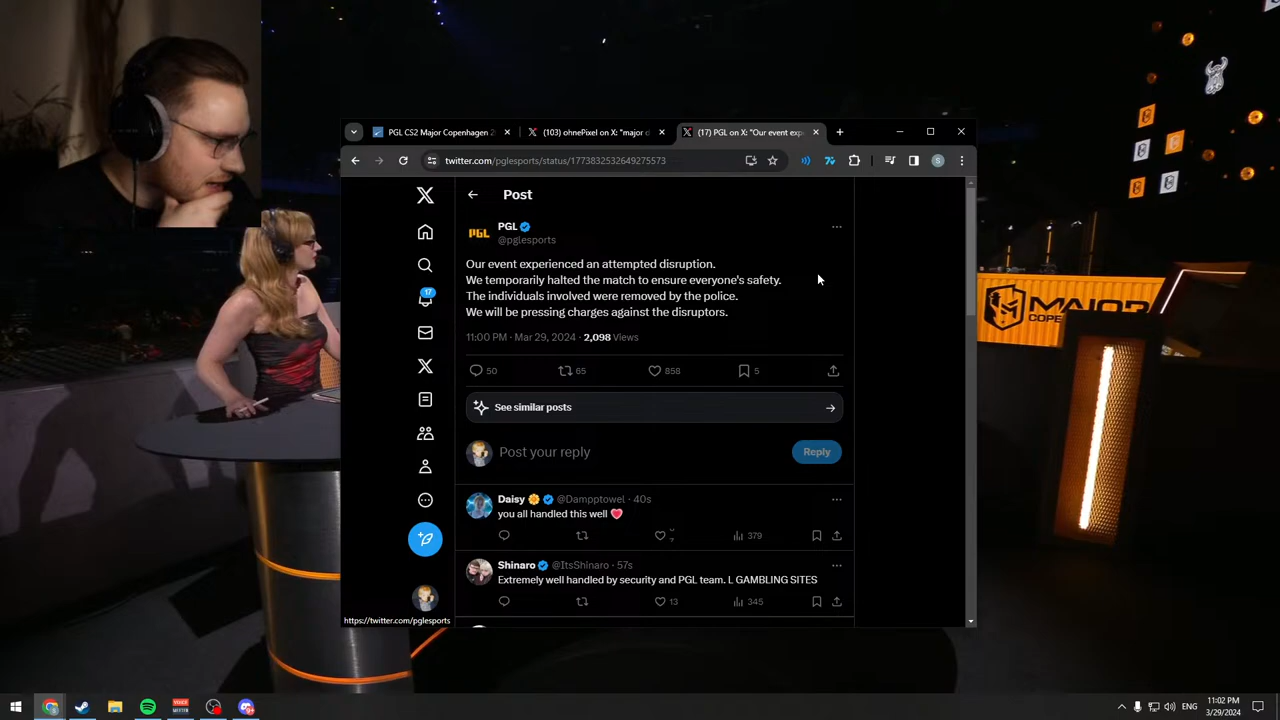 PGL CS2 Major Copenhagen 2
(103) ohnePixel on X: "major c
(17) PGL on X: "Our event exp
twitter.com/pglesports/status/1773832532649275573
Post
PGL
@pglesports
Our event experienced an attempted disruption.
We temporarily halted the match to ensure everyone's safety.
The individuals involved were removed by the police.
We will be pressing charges against the disruptors.
11:00 PM · Mar 29, 2024 · 2,098 Views
50 65 858 5
See similar posts
Post your reply
Reply
Daisy @Dampptowel · 40s
you all handled this well
379
Shinaro @ItsShinaro · 57s
Extremely well handled by security and PGL team. L GAMBLING SITES
13 345
17
https://twitter.com/pglesports
MAJOR
COPE
VOICE
MEETER
ENG
11:02 PM
3/29/2024